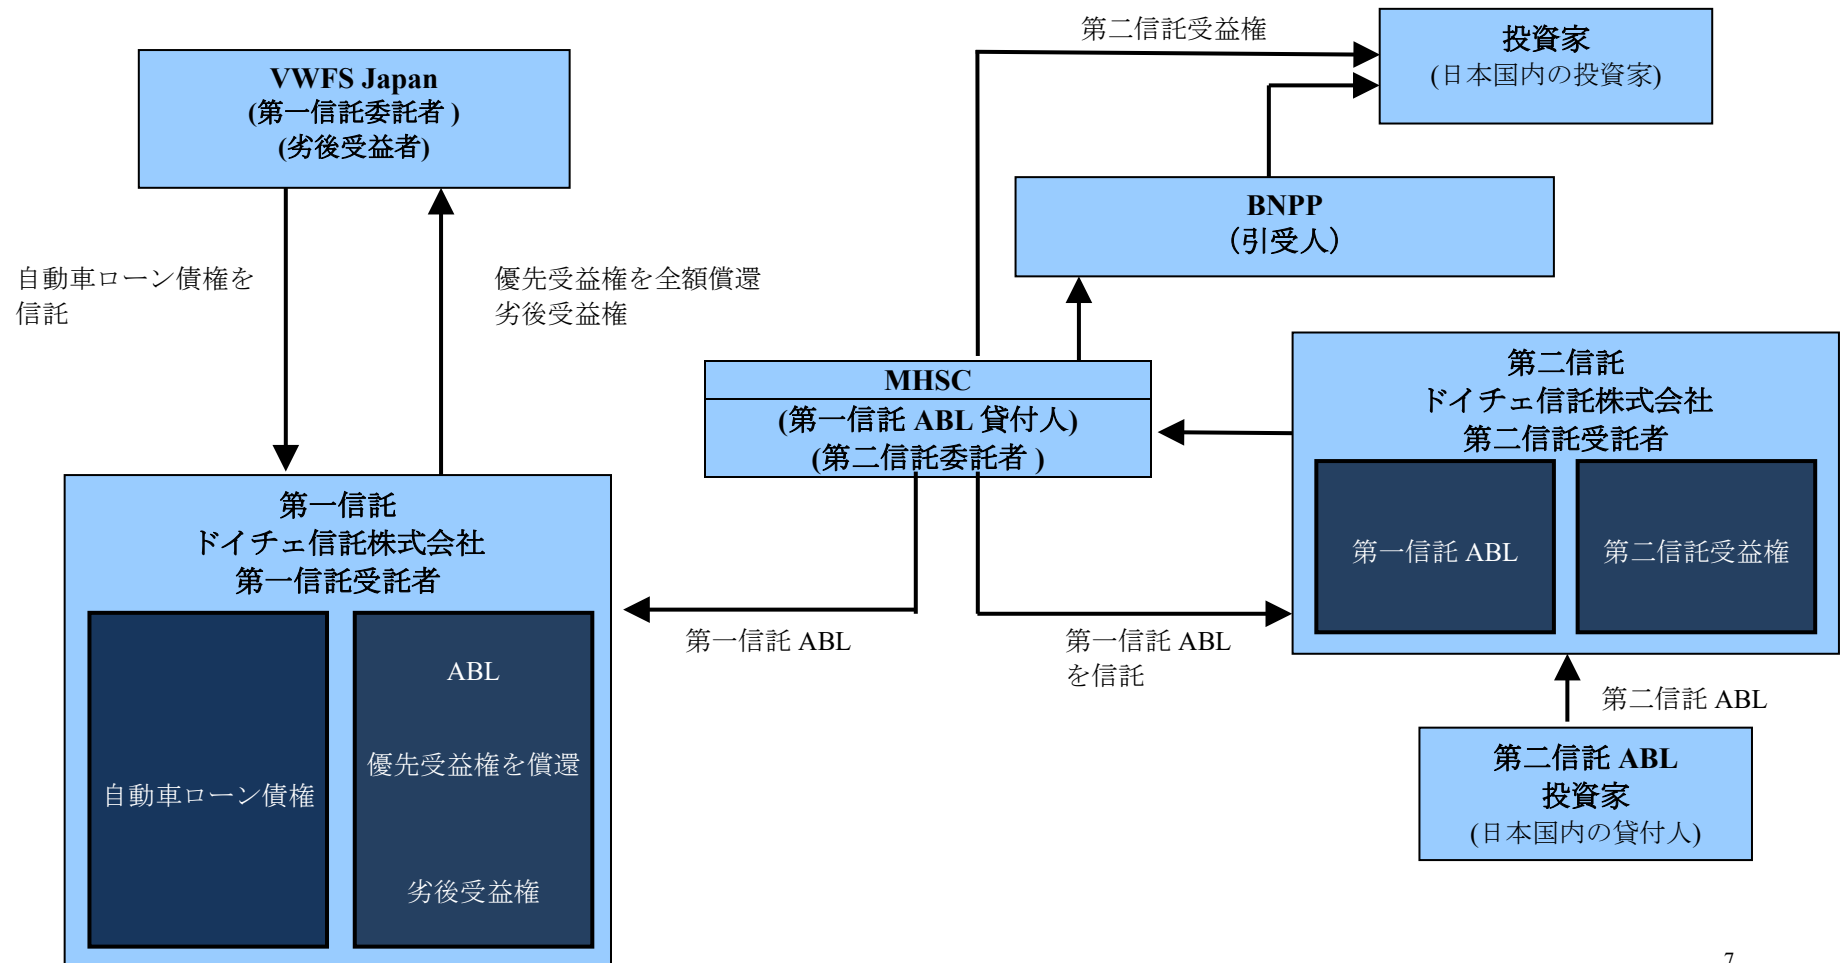 第二信託受益権
投資家
(日本国内の投資家)
VWFS Japan
(第一信託委託者 )
(劣後受益者)
BNPP
（引受人）
自動車ローン債権を
信託
優先受益権を全額償還
劣後受益権
MHSC
(第一信託 ABL 貸付人)
(第二信託委託者 )
第二信託
ドイチェ信託株式会社
第二信託受託者
第一信託 ABL
第二信託受益権
第一信託
ドイチェ信託株式会社
第一信託受託者
自動車ローン債権
ABL
優先受益権を償還
劣後受益権
第一信託 ABL
第一信託 ABL
を信託
第二信託 ABL
第二信託 ABL
投資家
(日本国内の貸付人)
7